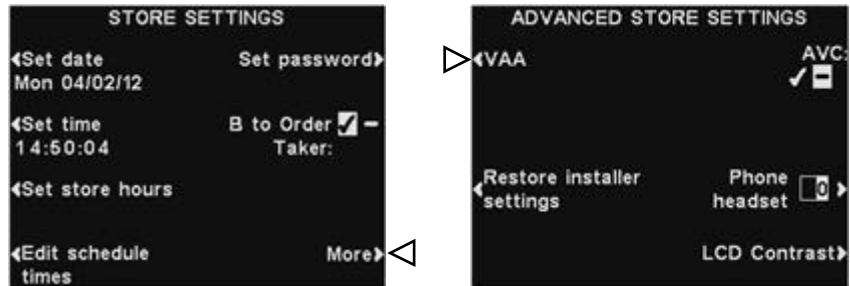 STORE SETTINGS
Set date
Mon 04/02/12
Set password
Set time
14:50:04
B to Order ✓ –
Taker:
Set store hours
Edit schedule
times
More
ADVANCED STORE SETTINGS
VAA
AVC:
✓ –
Restore installer
settings
Phone
headset
0
LCD Contrast